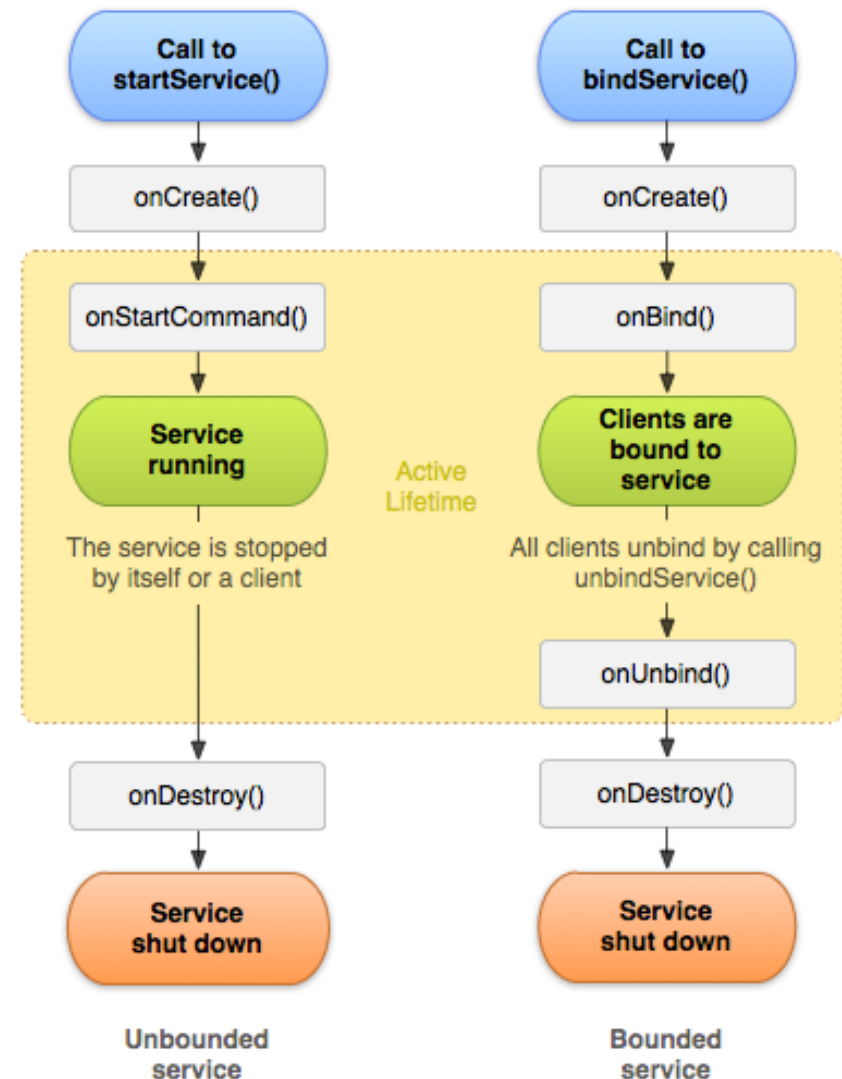 Call to
startService()
onCreate()
onStartCommand()
Service
running
The service is stopped
by itself or a client
onDestroy()
Service
shut down
Unbounded
service
Active
Lifetime
Call to
bindService()
onCreate()
onBind()
Clients are
bound to
service
All clients unbind by calling
unbindService()
onUnbind()
onDestroy()
Service
shut down
Bounded
service